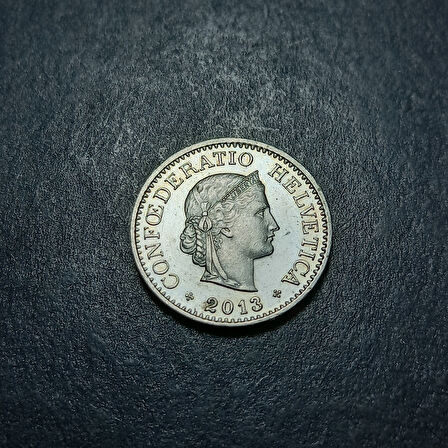 CONFŒDERATIO HELVETICA
2013